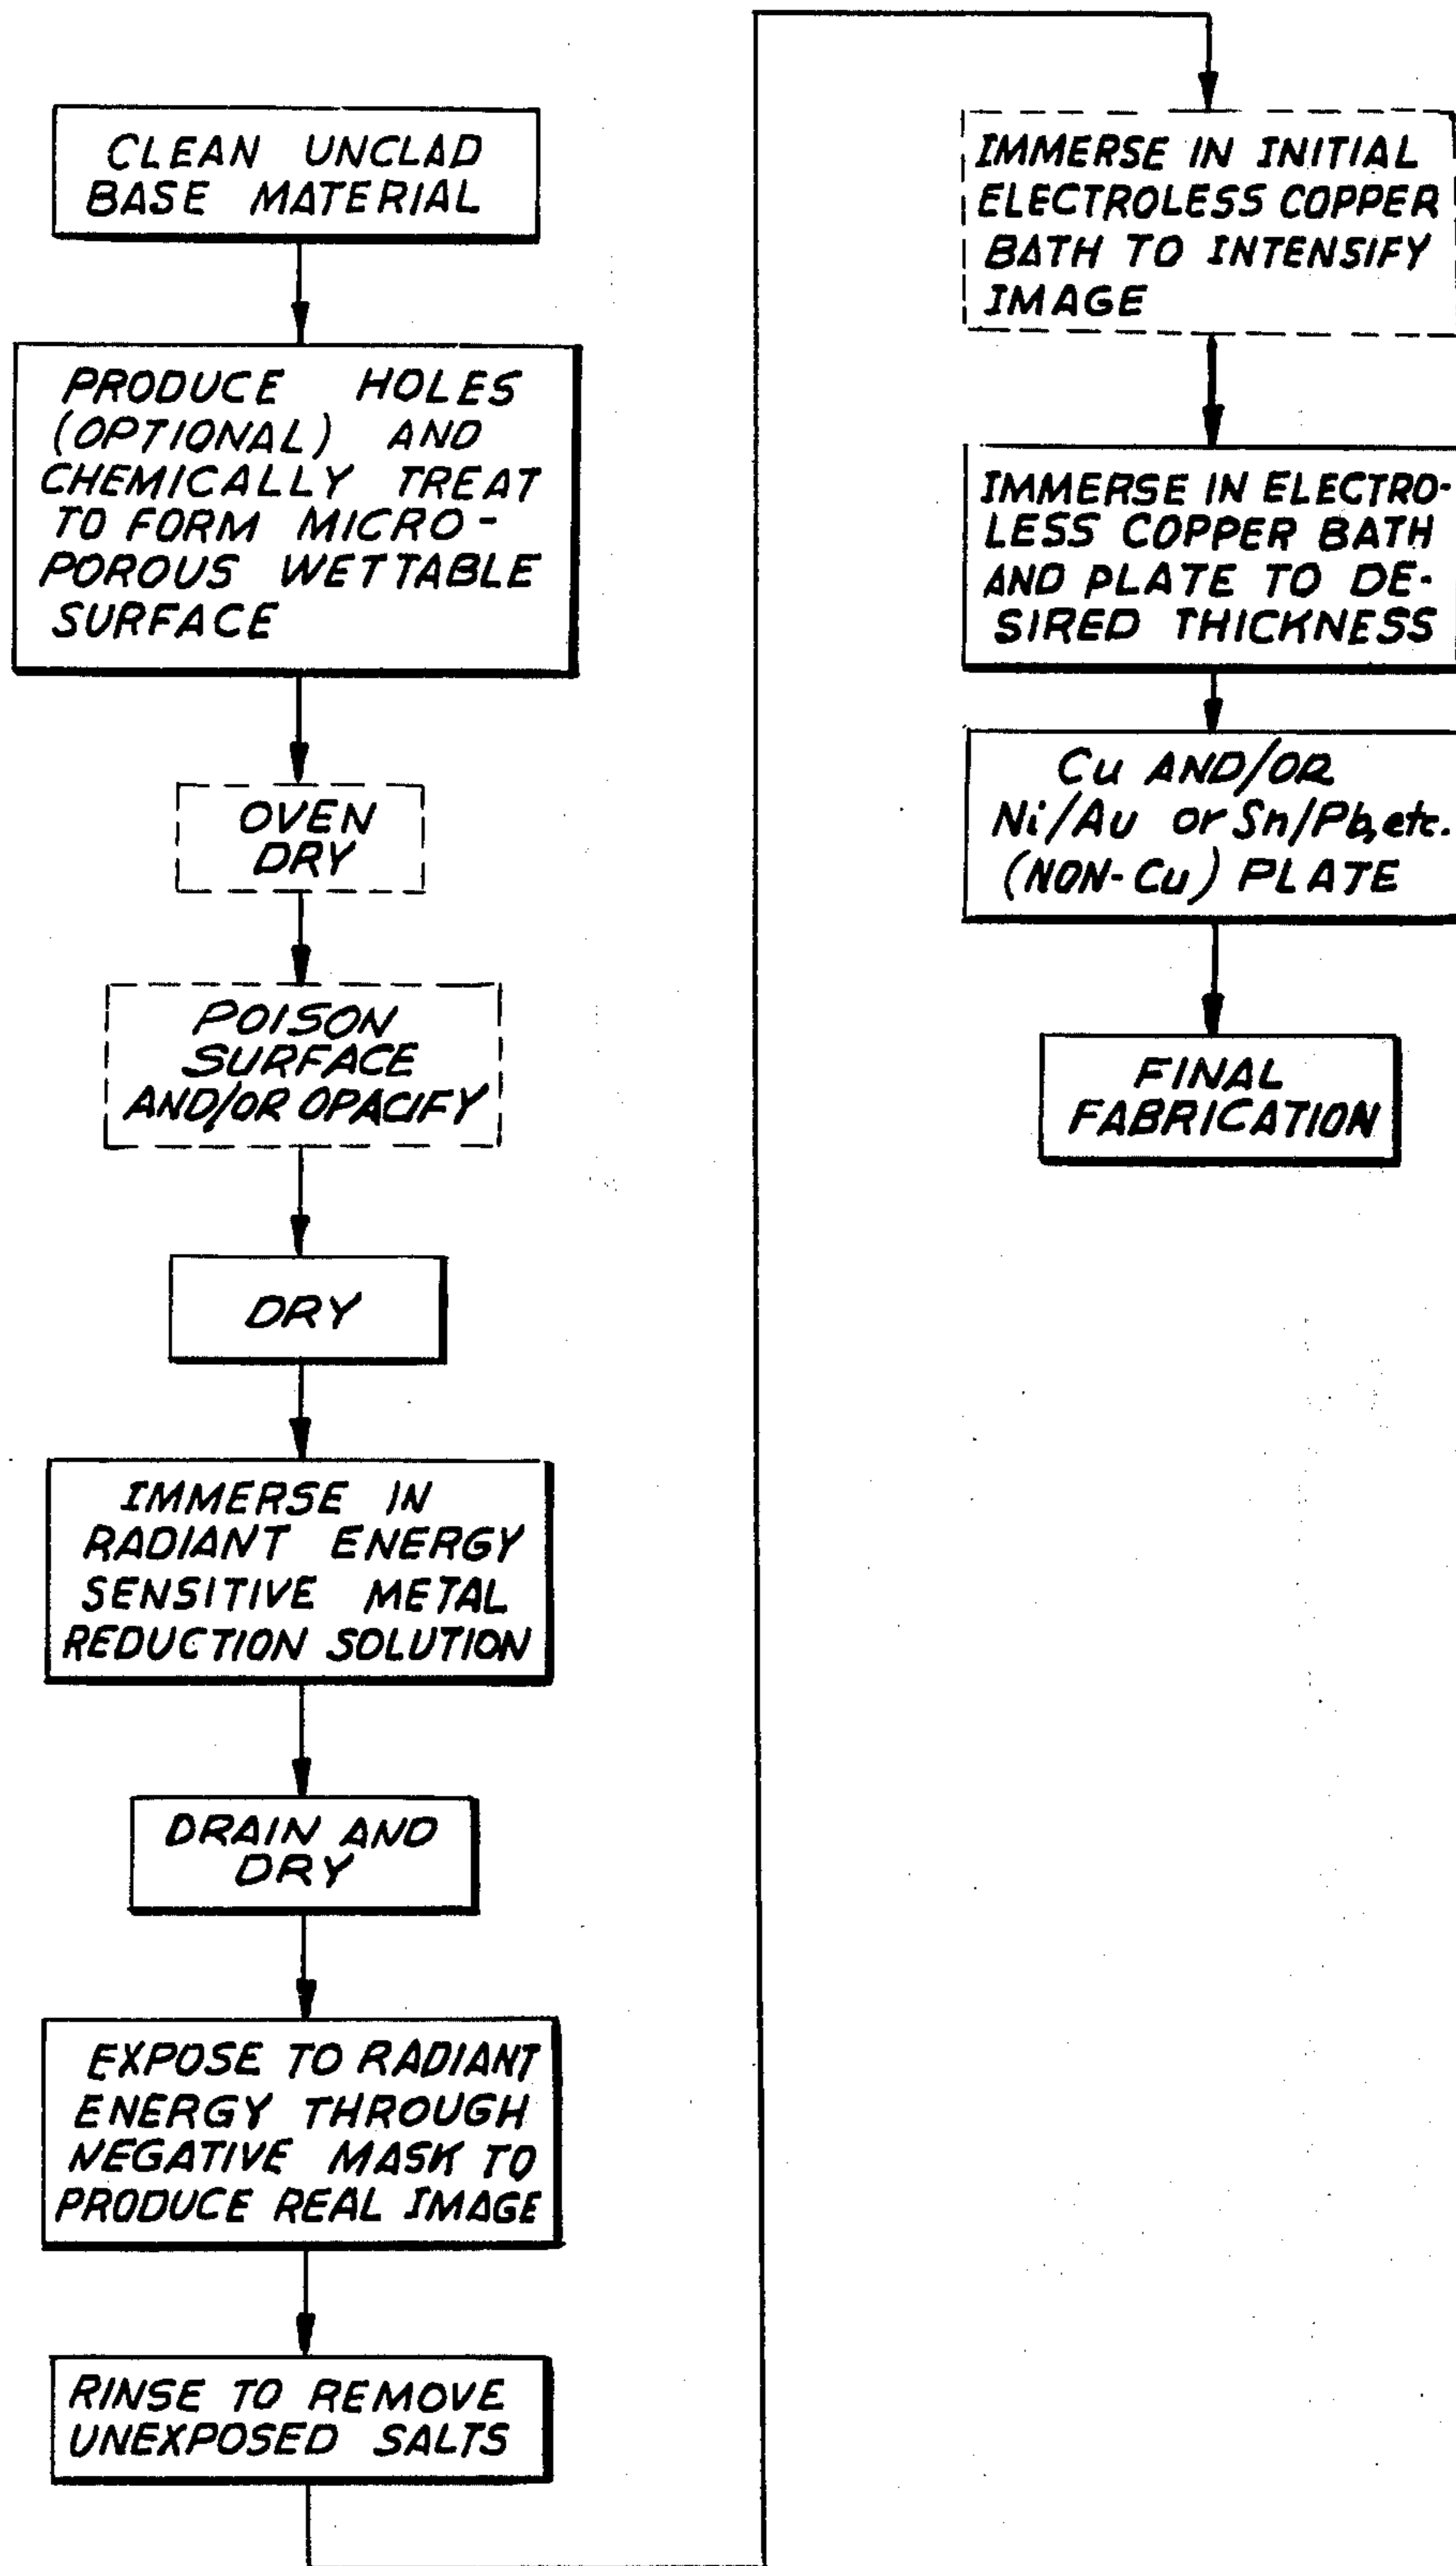 CLEAN UNCLAD
BASE MATERIAL
PRODUCE HOLES
(OPTIONAL) AND
CHEMICALLY TREAT
TO FORM MICRO-
POROUS WETTABLE
SURFACE
OVEN
DRY
POISON
SURFACE
AND/OR OPACIFY
DRY
IMMERSE IN
RADIANT ENERGY
SENSITIVE METAL
REDUCTION SOLUTION
DRAIN AND
DRY
EXPOSE TO RADIANT
ENERGY THROUGH
NEGATIVE MASK TO
PRODUCE REAL IMAGE
RINSE TO REMOVE
UNEXPOSED SALTS
IMMERSE IN INITIAL
ELECTROLESS COPPER
BATH TO INTENSIFY
IMAGE
IMMERSE IN ELECTRO-
LESS COPPER BATH
AND PLATE TO DE-
SIRED THICKNESS
Cu AND/OR
Ni/Au or Sn/Pb, etc.
(NON-Cu) PLATE
FINAL
FABRICATION